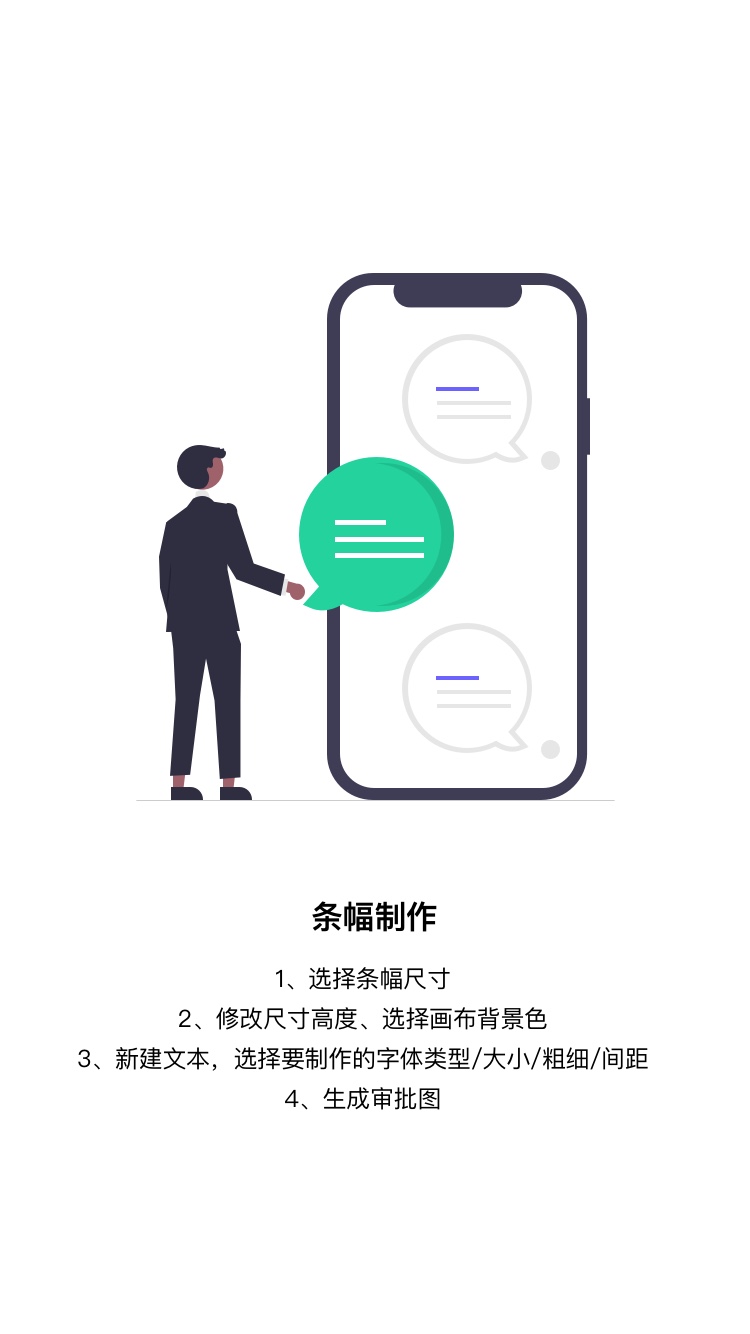 条幅制作
1、选择条幅尺寸
2、修改尺寸高度、选择画布背景色
3、新建文本，选择要制作的字体类型/大小/粗细/间距
4、生成审批图